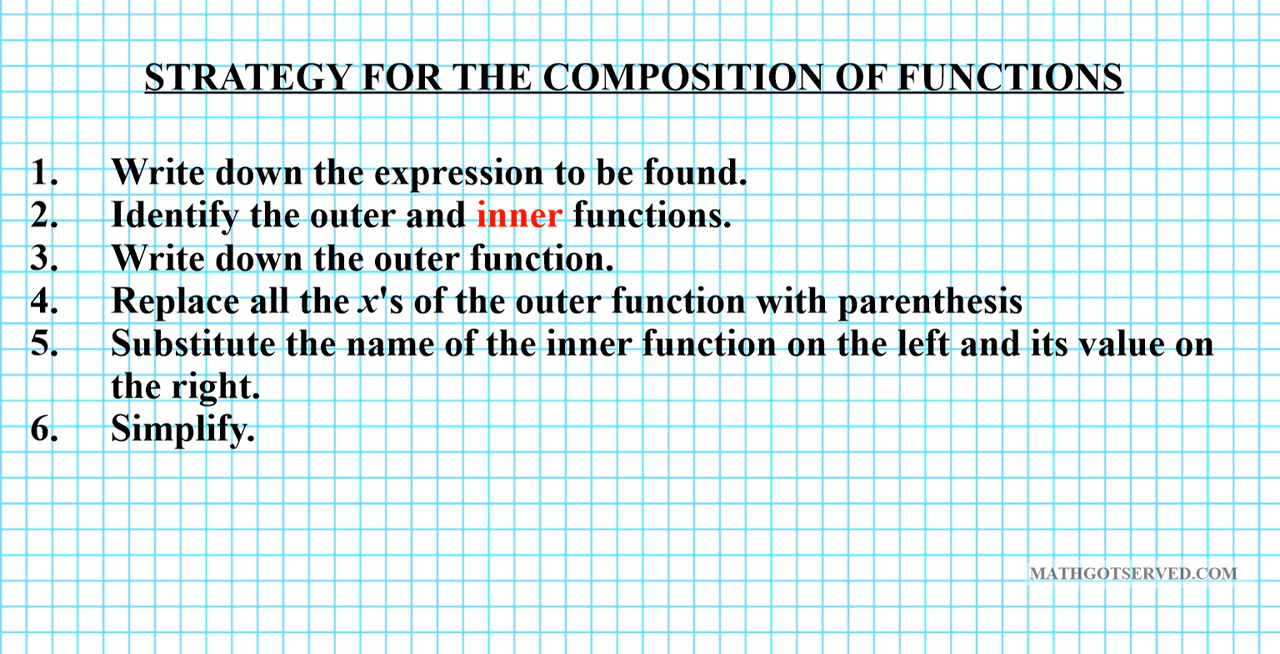 STRATEGY FOR THE COMPOSITION OF FUNCTIONS
1. Write down the expression to be found.
2. Identify the outer and inner functions.
3. Write down the outer function.
4. Replace all the x's of the outer function with parenthesis
5. Substitute the name of the inner function on the left and its value on
the right.
6. Simplify.
MATHGOTSERVED.COM